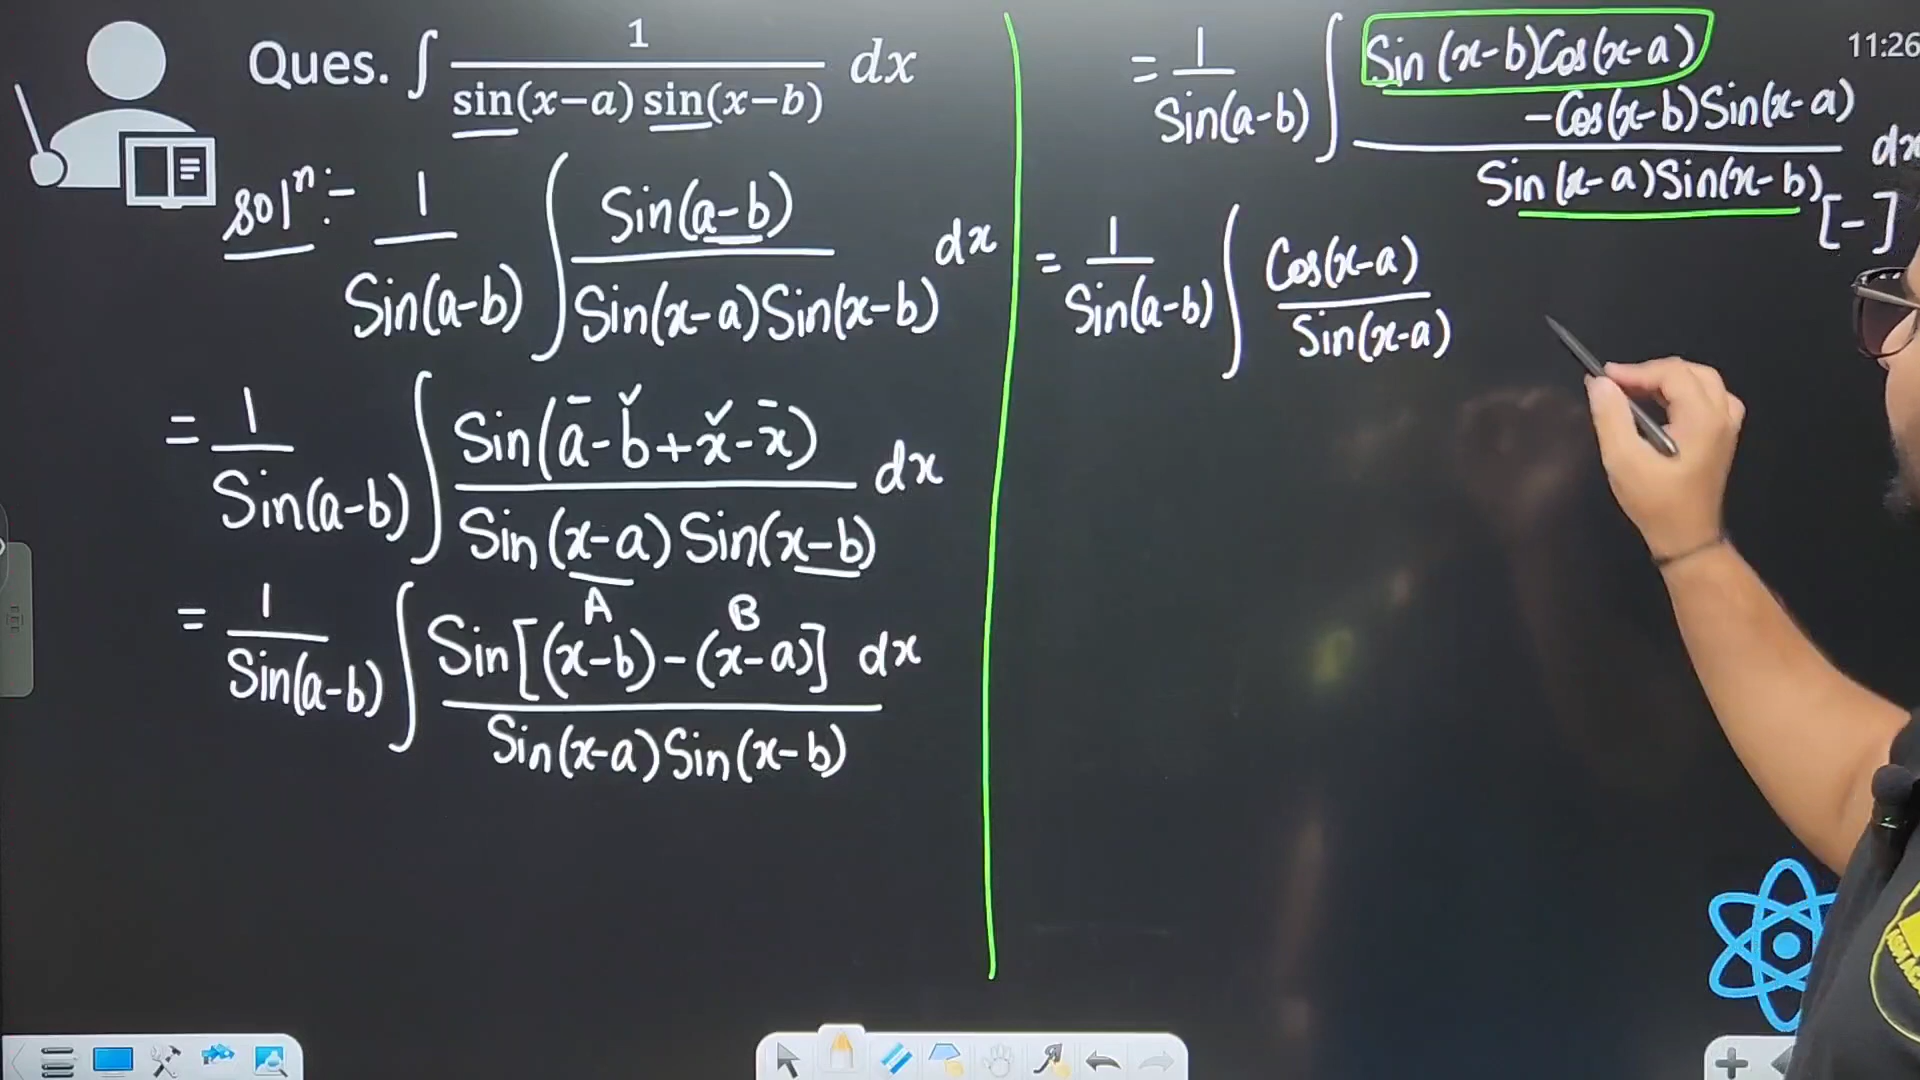 Ques. ∫ 1 / sin(x−a) sin(x−b) dx
Solⁿ:- 1/Sin(a-b) ∫ Sin(a-b) / Sin(x-a)Sin(x-b) dx
= 1/Sin(a-b) ∫ Sin(a-b+x-x) / Sin(x-a) Sin(x-b) dx
A B
= 1/Sin(a-b) ∫ Sin[(x-b)-(x-a)] / Sin(x-a)Sin(x-b) dx
11:26
= 1/Sin(a-b) ∫ Sin(x-b)Cos(x-a) -Cos(x-b)Sin(x-a) / Sin(x-a)Sin(x-b) dx
[-]
= 1/Sin(a-b) ∫ Cos(x-a) / Sin(x-a)